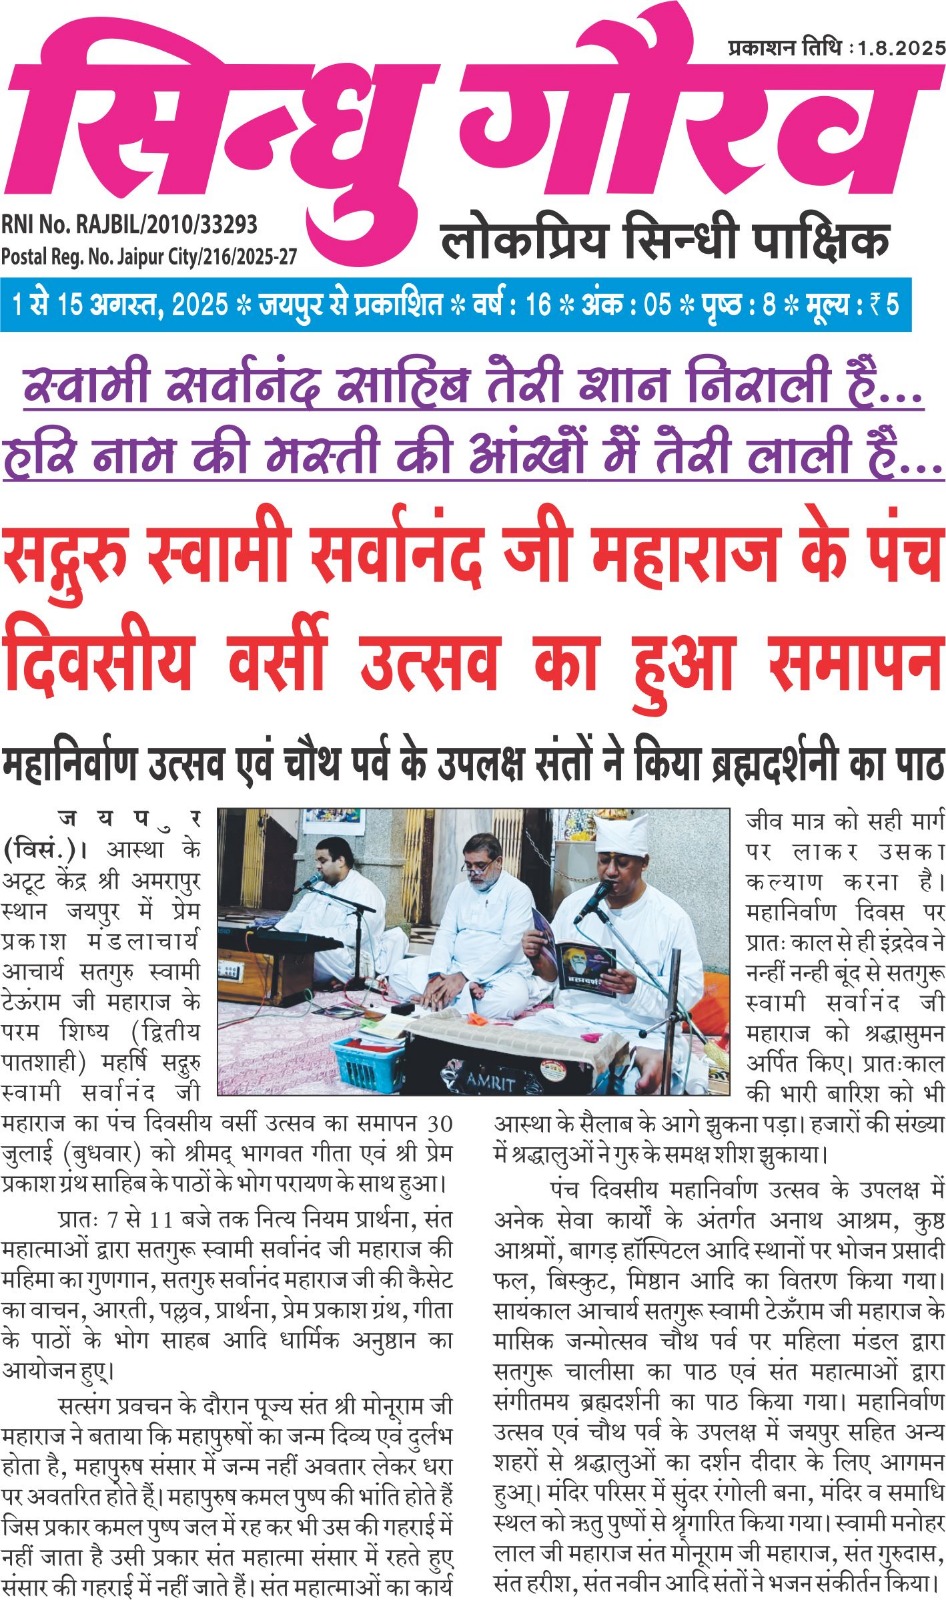 प्रकाशन तिथि : 1.8.2025
सिन्धु गौरव
RNI No. RAJBIL/2010/33293
Postal Reg. No. Jaipur City/216/2025-27
लोकप्रिय सिन्धी पाक्षिक
1 से 15 अगस्त, 2025 * जयपुर से प्रकाशित * वर्ष : 16 * अंक : 05 * पृष्ठ : 8 * मूल्य : ₹ 5
स्वामी सर्वानंद साहिब तेरी शान निराली है...
हरि नाम की मस्ती की आंखों में तेरी लाली है...
सद्गुरु स्वामी सर्वानंद जी महाराज के पंच
दिवसीय वर्सी उत्सव का हुआ समापन
महानिर्वाण उत्सव एवं चौथ पर्व के उपलक्ष संतों ने किया ब्रह्मदर्शनी का पाठ
जयपुर
(विसं.)। आस्था के
अटूट केंद्र श्री अमरापुर
स्थान जयपुर में प्रेम
प्रकाश मंडलाचार्य
आचार्य सतगुरु स्वामी
टेऊंराम जी महाराज के
परम शिष्य (द्वितीय
पातशाही) महर्षि सद्गुरु
स्वामी सर्वानंद जी
महाराज का पंच दिवसीय वर्सी उत्सव का समापन 30
जुलाई (बुधवार) को श्रीमद् भागवत गीता एवं श्री प्रेम
प्रकाश ग्रंथ साहिब के पाठों के भोग परायण के साथ हुआ।
प्रातः 7 से 11 बजे तक नित्य नियम प्रार्थना, संत
महात्माओं द्वारा सतगुरू स्वामी सर्वानंद जी महाराज की
महिमा का गुणगान, सतगुरु सर्वानंद महाराज जी की कैसेट
का वाचन, आरती, पल्लव, प्रार्थना, प्रेम प्रकाश ग्रंथ, गीता
के पाठों के भोग साहब आदि धार्मिक अनुष्ठान का
आयोजन हुए्।
सत्संग प्रवचन के दौरान पूज्य संत श्री मोनूराम जी
महाराज ने बताया कि महापुरुषों का जन्म दिव्य एवं दुर्लभ
होता है, महापुरुष संसार में जन्म नहीं अवतार लेकर धरा
पर अवतरित होते हैं्। महापुरुष कमल पुष्प की भांति होते हैं
जिस प्रकार कमल पुष्प जल में रह कर भी उस की गहराई में
नहीं जाता है उसी प्रकार संत महात्मा संसार में रहते हुए
संसार की गहराई में नहीं जाते हैं। संत महात्माओं का कार्य
AMRIT
जीव मात्र को सही मार्ग
पर लाकर उसका
कल्याण करना है।
महानिर्वाण दिवस पर
प्रातः काल से ही इंद्रदेव ने
नन्हीं नन्ही बूंद से सतगुरू
स्वामी सर्वानंद जी
महाराज को श्रद्धासुमन
अर्पित किए। प्रातःकाल
की भारी बारिश को भी
आस्था के सैलाब के आगे झुकना पड़ा। हजारों की संख्या
में श्रद्धालुओं ने गुरु के समक्ष शीश झुकाया।
पंच दिवसीय महानिर्वाण उत्सव के उपलक्ष में
अनेक सेवा कार्यों के अंतर्गत अनाथ आश्रम, कुष्ठ
आश्रमों, बागड़ हॉस्पिटल आदि स्थानों पर भोजन प्रसादी
फल, बिस्कुट, मिष्ठान आदि का वितरण किया गया।
सायंकाल आचार्य सतगुरू स्वामी टेऊँराम जी महाराज के
मासिक जन्मोत्सव चौथ पर्व पर महिला मंडल द्वारा
सतगुरू चालीसा का पाठ एवं संत महात्माओं द्वारा
संगीतमय ब्रह्मदर्शनी का पाठ किया गया। महानिर्वाण
उत्सव एवं चौथ पर्व के उपलक्ष में जयपुर सहित अन्य
शहरों से श्रद्धालुओं का दर्शन दीदार के लिए आगमन
हुआ्। मंदिर परिसर में सुंदर रंगोली बना, मंदिर व समाधि
स्थल को ऋतु पुष्पों से श्रृंगारित किया गया। स्वामी मनोहर
लाल जी महाराज संत मोनूराम जी महाराज, संत गुरुदास,
संत हरीश, संत नवीन आदि संतों ने भजन संकीर्तन किया।